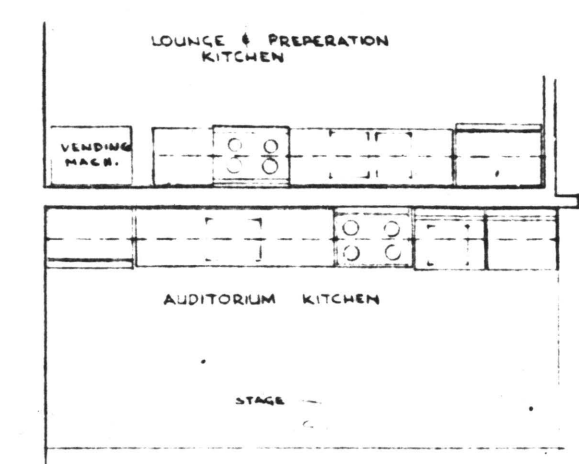 LOUNGE & PREPERATION
KITCHEN
VENDING
MACH.
AUDITORIUM KITCHEN
STAGE